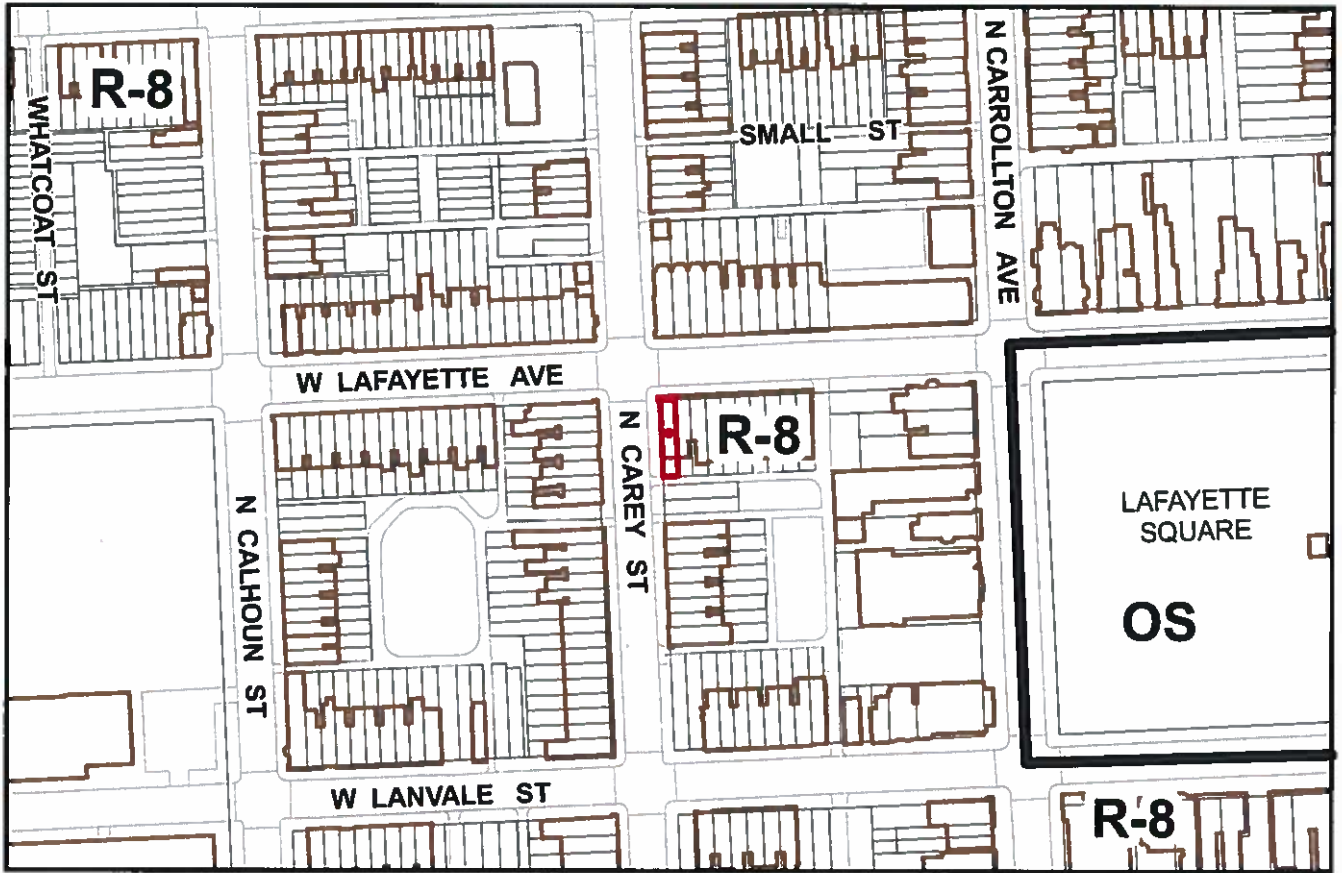 R-8
WHATCOAT ST
SMALL ST
N CARROLLTON AVE
W LAFAYETTE AVE
N CAREY ST
R-8
N CALHOUN ST
LAFAYETTE
SQUARE
OS
W LANVALE ST
R-8